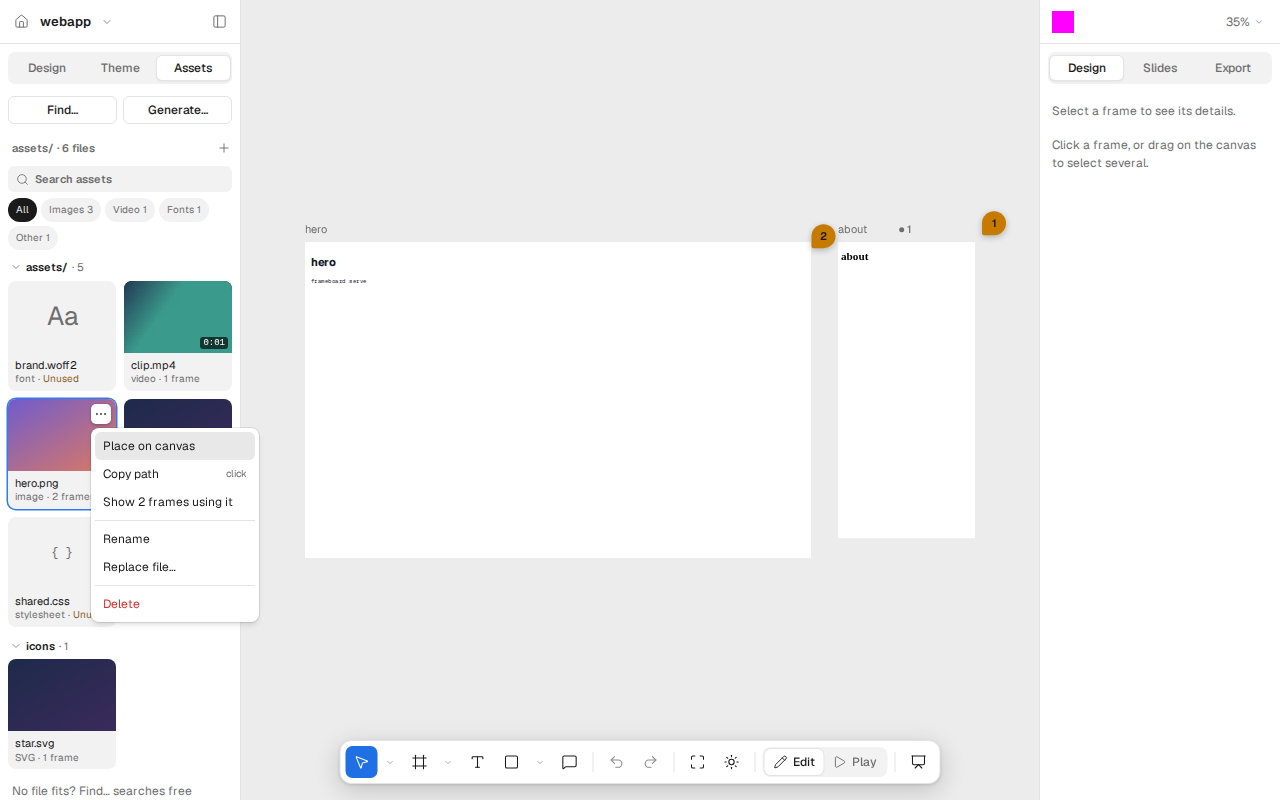 webapp
35%
Design Theme Assets
Design Slides Export
Find… Generate…
Select a frame to see its details.
Click a frame, or drag on the canvas
to select several.
assets/ · 6 files
Search assets
All Images 3 Video 1 Fonts 1
Other 1
assets/ · 5
Aa
0:01
brand.woff2
font · Unused
clip.mp4
video · 1 frame
hero.png
image · 2 frames
Place on canvas
Copy path click
Show 2 frames using it
Rename
Replace file…
Delete
{ }
shared.css
stylesheet · Unu
icons · 1
star.svg
SVG · 1 frame
No file fits? Find… searches free
hero
2
about
1
1
hero
frameboard serve
about
Edit
Play